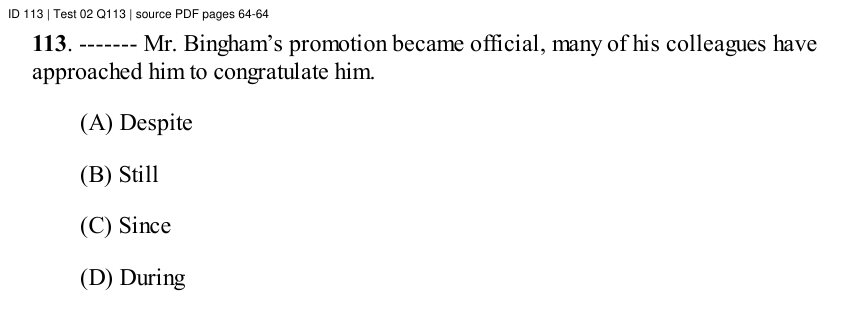 ID 113 | Test 02 Q113 | source PDF pages 64-64
113. ------- Mr. Bingham’s promotion became official, many of his colleagues have
approached him to congratulate him.
(A) Despite
(B) Still
(C) Since
(D) During